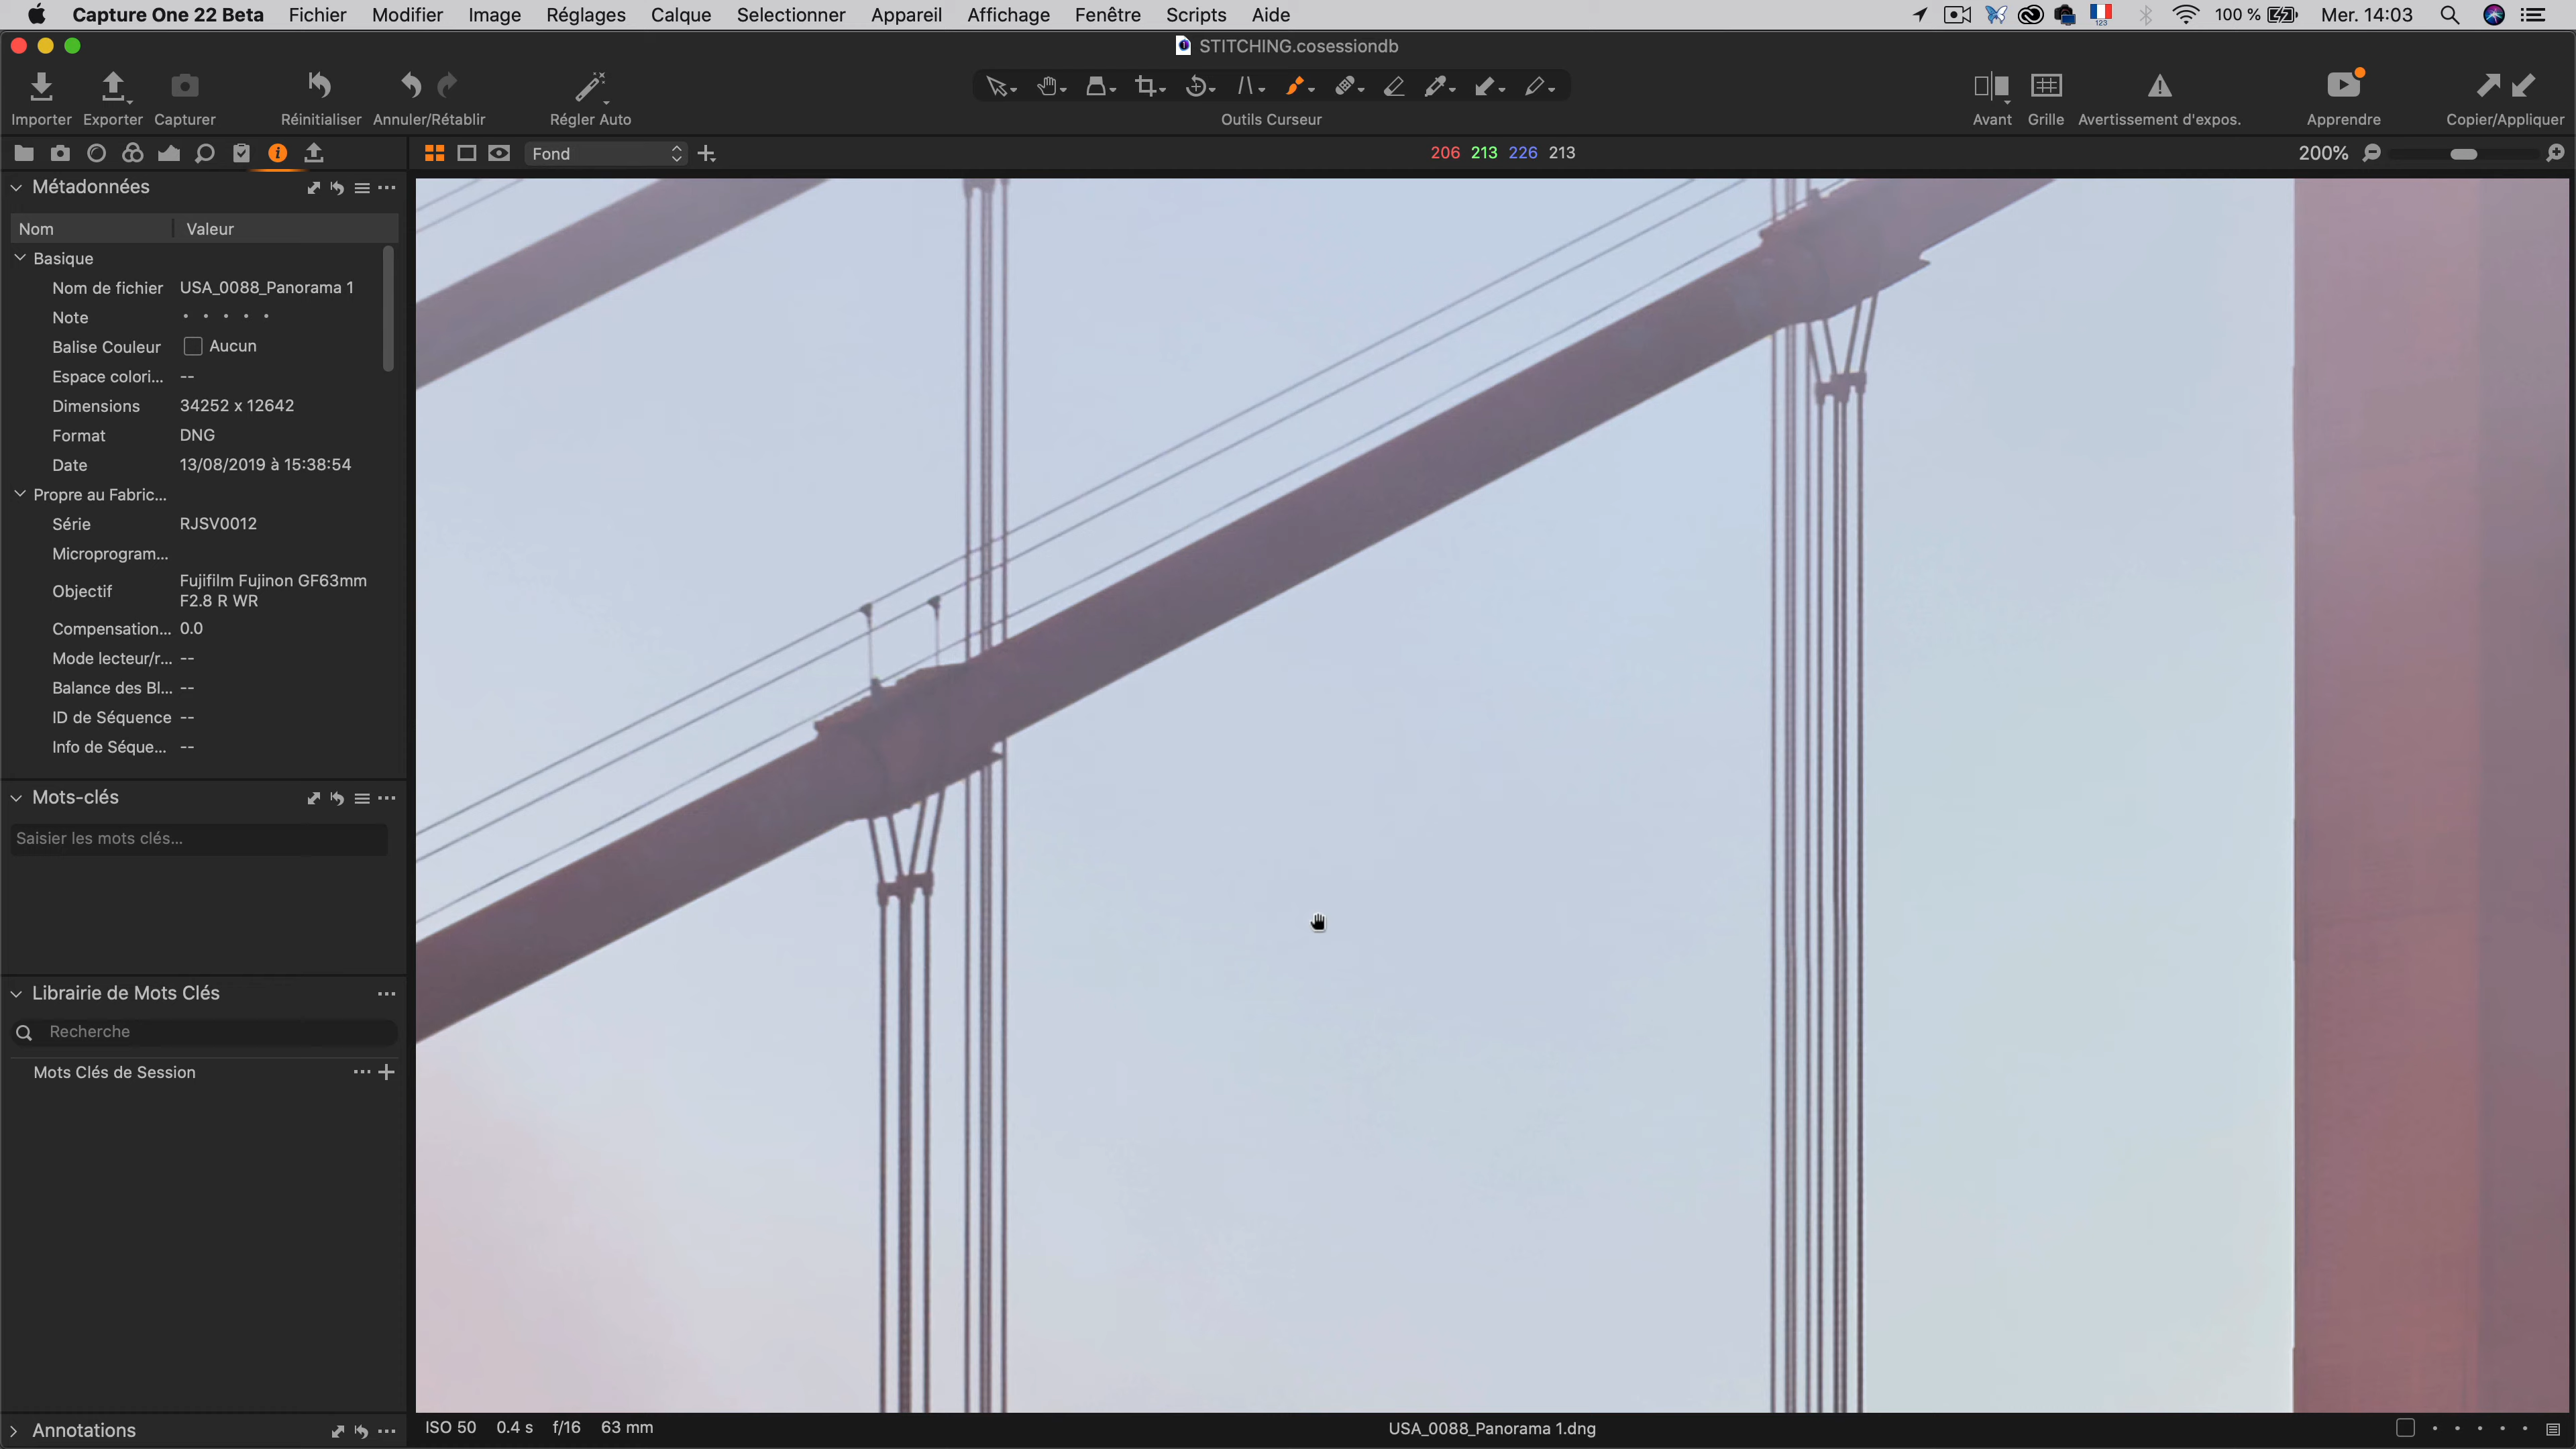 Capture One 22 Beta Fichier Modifier Image Réglages Calque Selectionner Appareil Affichage Fenêtre Scripts Aide 123 100 % Mer. 14:03
STITCHING.cosessiondb
Importer Exporter Capturer Réinitialiser Annuler/Rétablir Régler Auto Outils Curseur Avant Grille Avertissement d'expos. Apprendre Copier/Appliquer
Fond 206 213 226 213 200%
Métadonnées
Nom Valeur
Basique
Nom de fichier USA_0088_Panorama 1
Note
Balise Couleur Aucun
Espace colori... --
Dimensions 34252 x 12642
Format DNG
Date 13/08/2019 à 15:38:54
Propre au Fabric...
Série RJSV0012
Microprogram...
Objectif Fujifilm Fujinon GF63mm
F2.8 R WR
Compensation... 0.0
Mode lecteur/r... --
Balance des Bl... --
ID de Séquence --
Info de Séque... --
Mots-clés
Saisier les mots clés...
Librairie de Mots Clés
Recherche
Mots Clés de Session
Annotations
ISO 50 0.4 s f/16 63 mm USA_0088_Panorama 1.dng